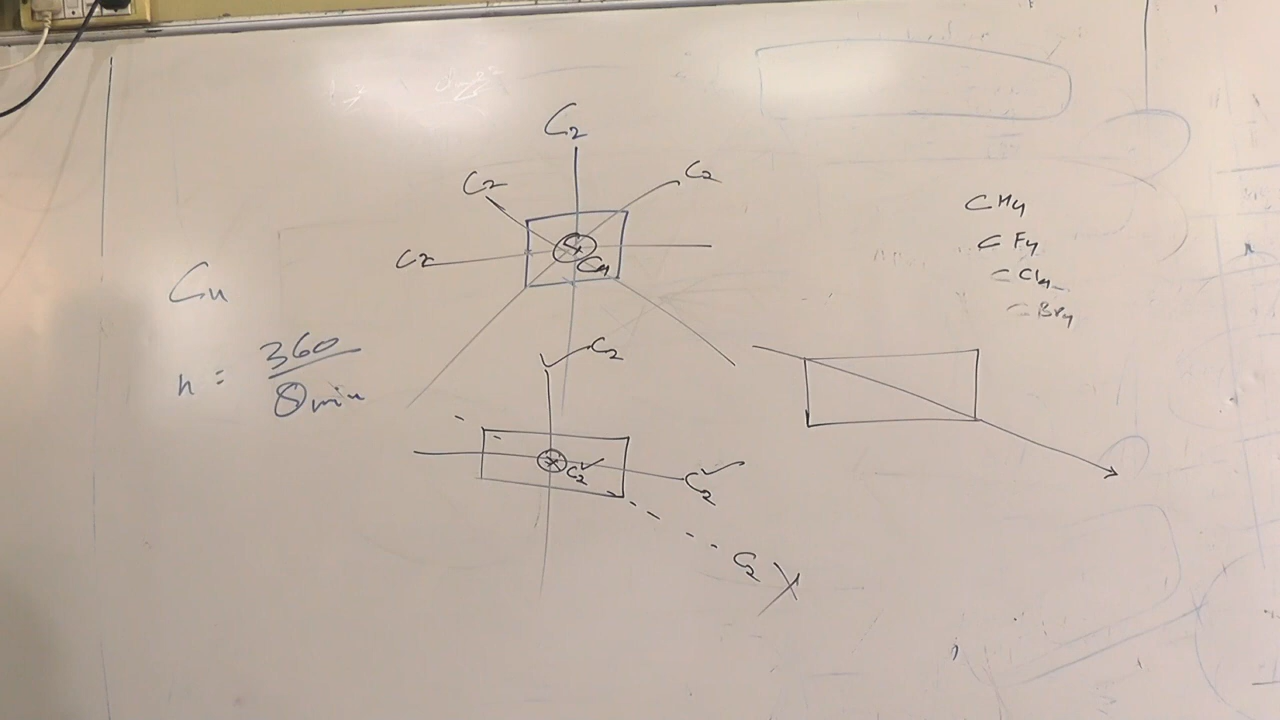 C₂
C₂ C₂
C₂ C₄
Cn
n = 360/θmin
C₂
C₂ C₂
C₂
CH₄
CF₄
CCl₄
CBr₄